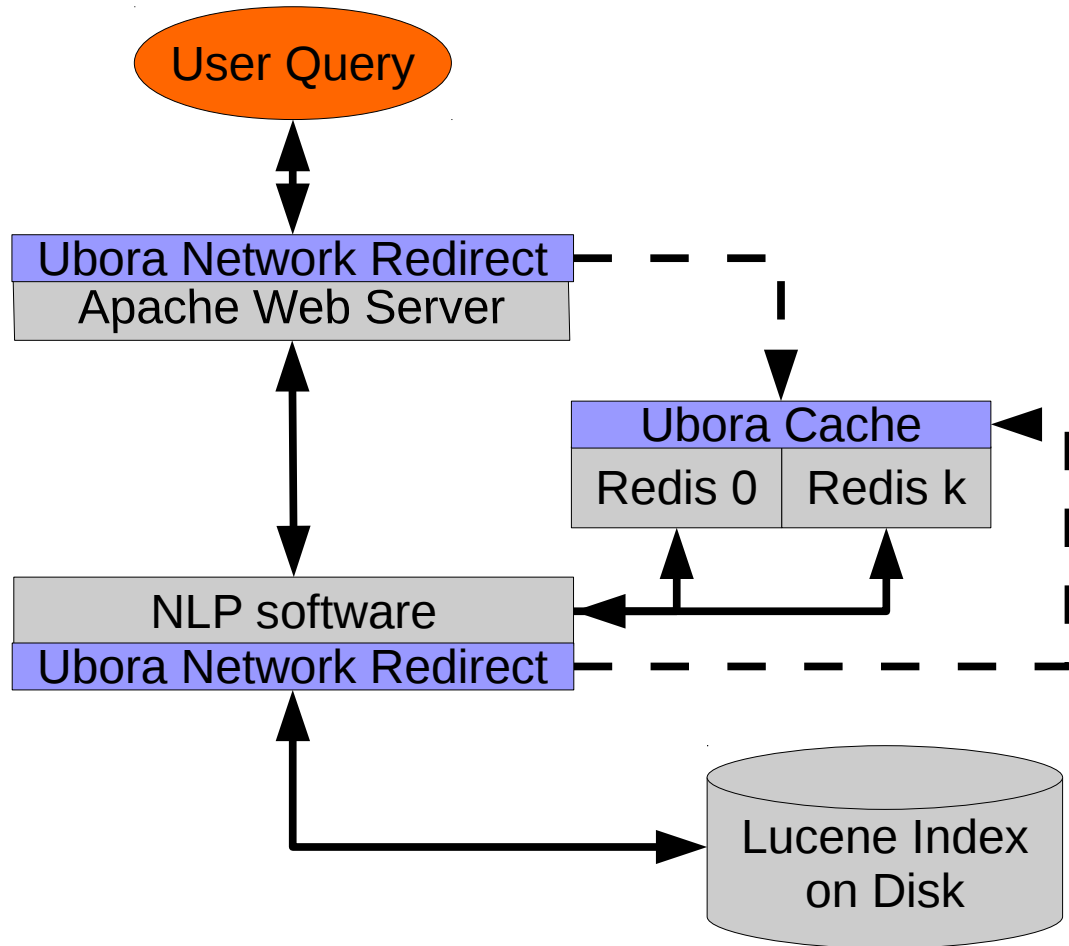 User Query
Ubora Network Redirect
Apache Web Server
Ubora Cache
Redis 0
Redis k
NLP software
Ubora Network Redirect
Lucene Index
on Disk